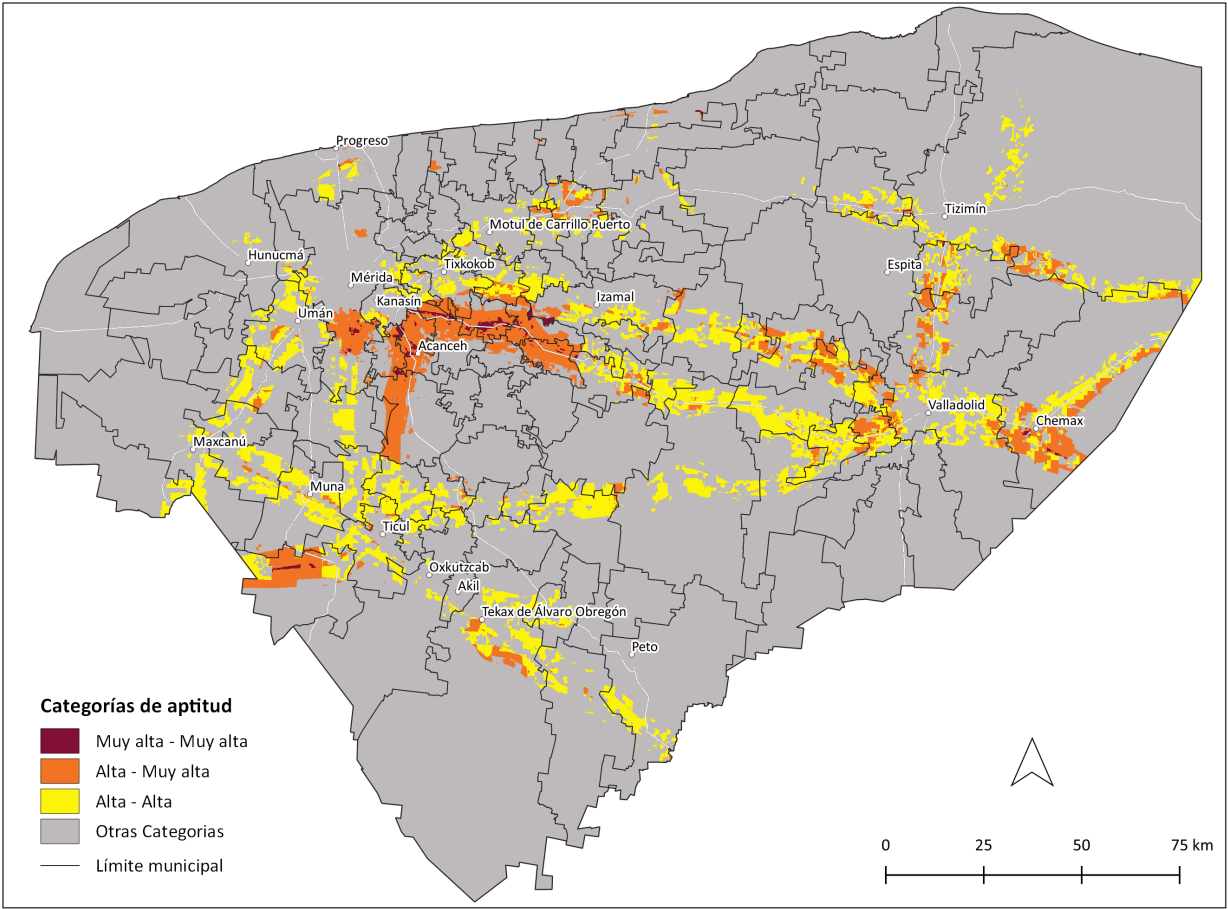 Progreso
Tizimín
Motul de Carrillo Puerto
Hunucmá
Tixkokob
Espita
Mérida
Kanasín
Izamal
Umán
Acanceh
Valladolid
Chemax
Maxcanú
Muna
Ticul
Oxkutzcab
Akil
Tekax de Álvaro Obregón
Peto
Categorías de aptitud
Muy alta - Muy alta
Alta - Muy alta
Alta - Alta
Otras Categorias
Límite municipal
0 25 50 75 km